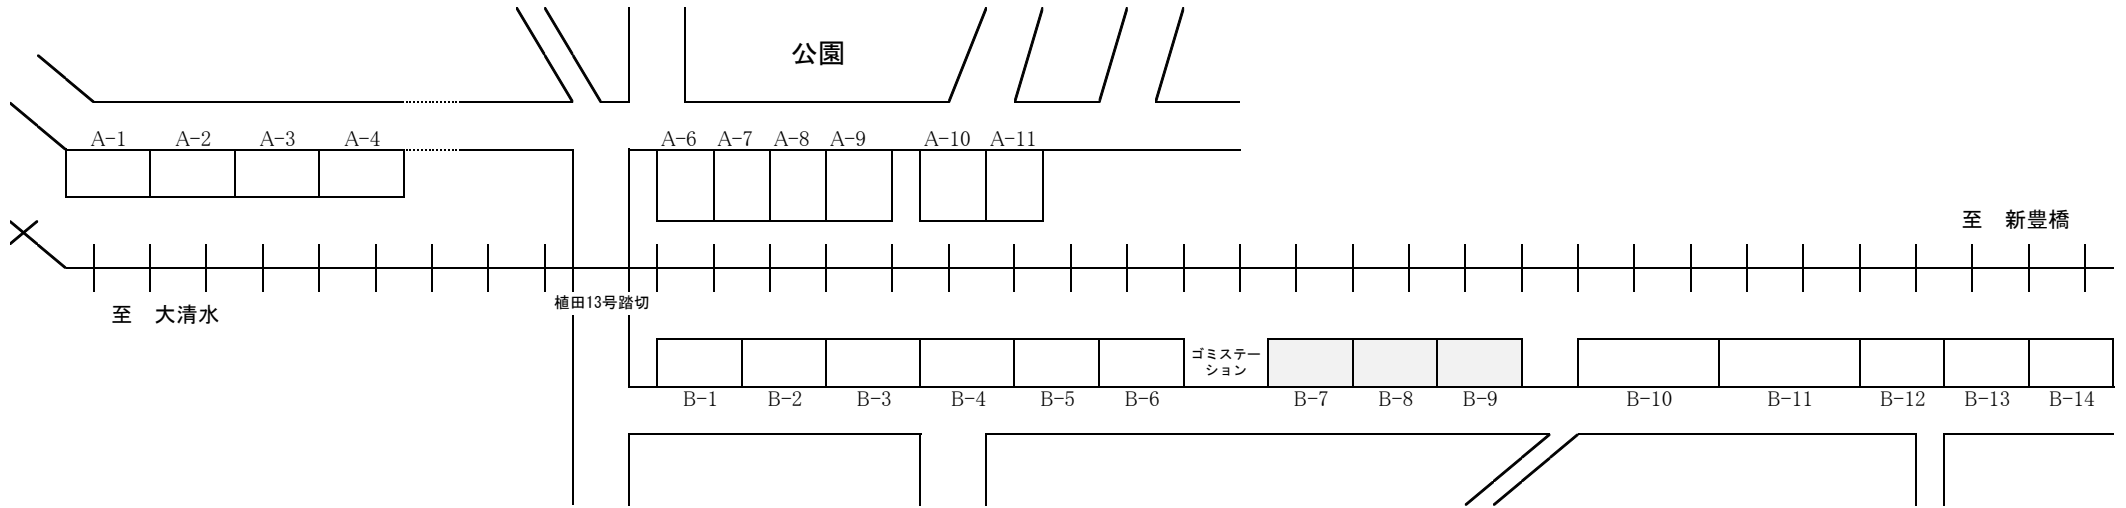 公園
A-1 A-2 A-3 A-4 A-6 A-7 A-8 A-9 A-10 A-11
至　新豊橋
植田13号踏切
至　大清水
ゴミステー
ション
B-1 B-2 B-3 B-4 B-5 B-6 B-7 B-8 B-9 B-10 B-11 B-12 B-13 B-14